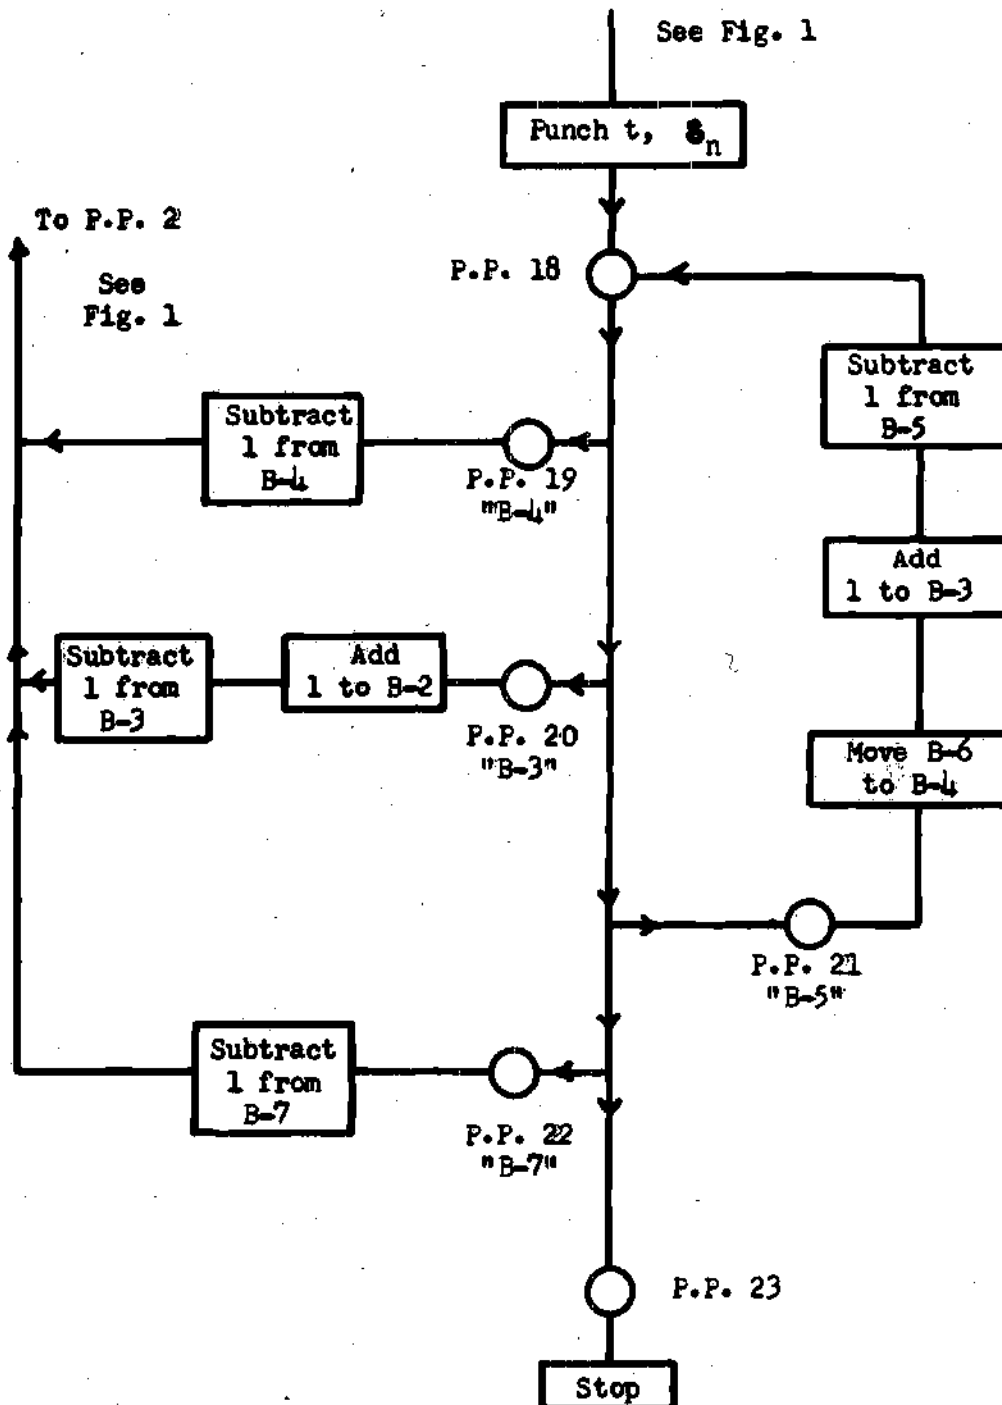 See Fig. 1
Punch t, g_n
To P.P. 2
See
Fig. 1
P.P. 18
Subtract
1 from
B-5
Subtract
1 from
B-4
P.P. 19
"B-4"
Add
1 to B-3
Subtract
1 from
B-3
Add
1 to B-2
P.P. 20
"B-3"
Move B-6
to B-4
P.P. 21
"B-5"
Subtract
1 from
B-7
P.P. 22
"B-7"
P.P. 23
Stop